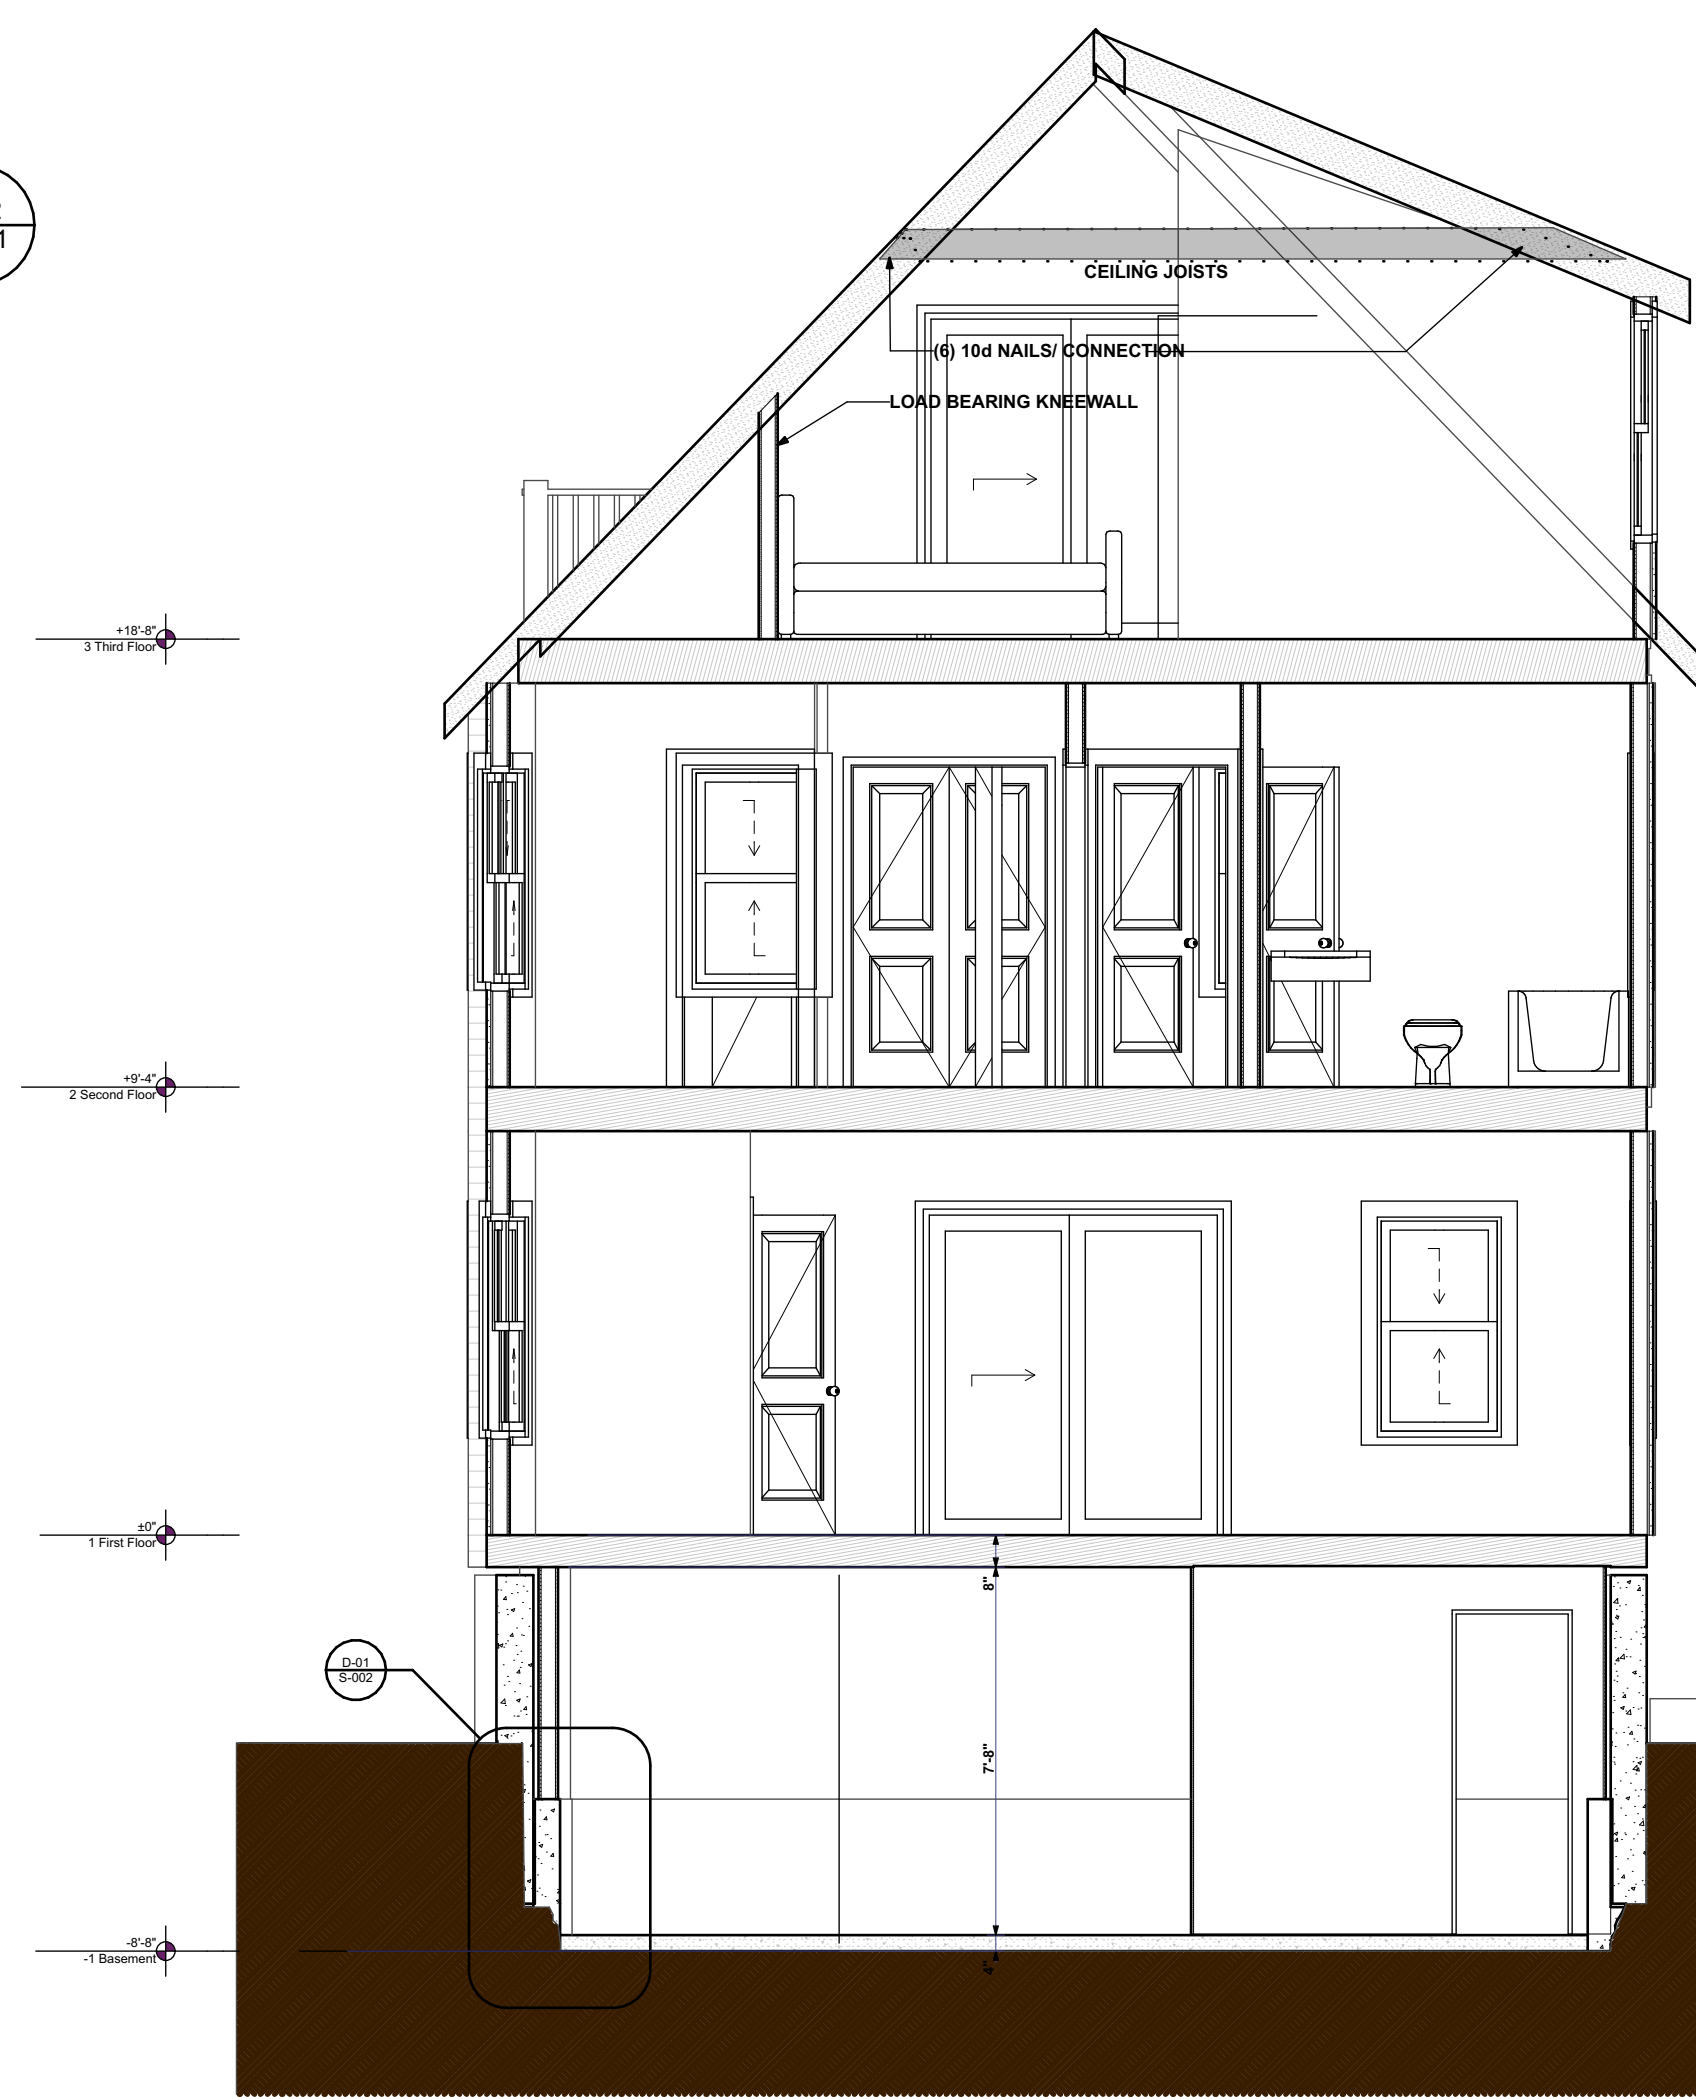 1
CEILING JOISTS
(6) 10d NAILS/ CONNECTION
LOAD BEARING KNEEWALL
+18'-8"
3 Third Floor
+9'-4"
2 Second Floor
±0"
1 First Floor
8"
D-01
S-002
7'-8"
-8'-8"
-1 Basement
4"